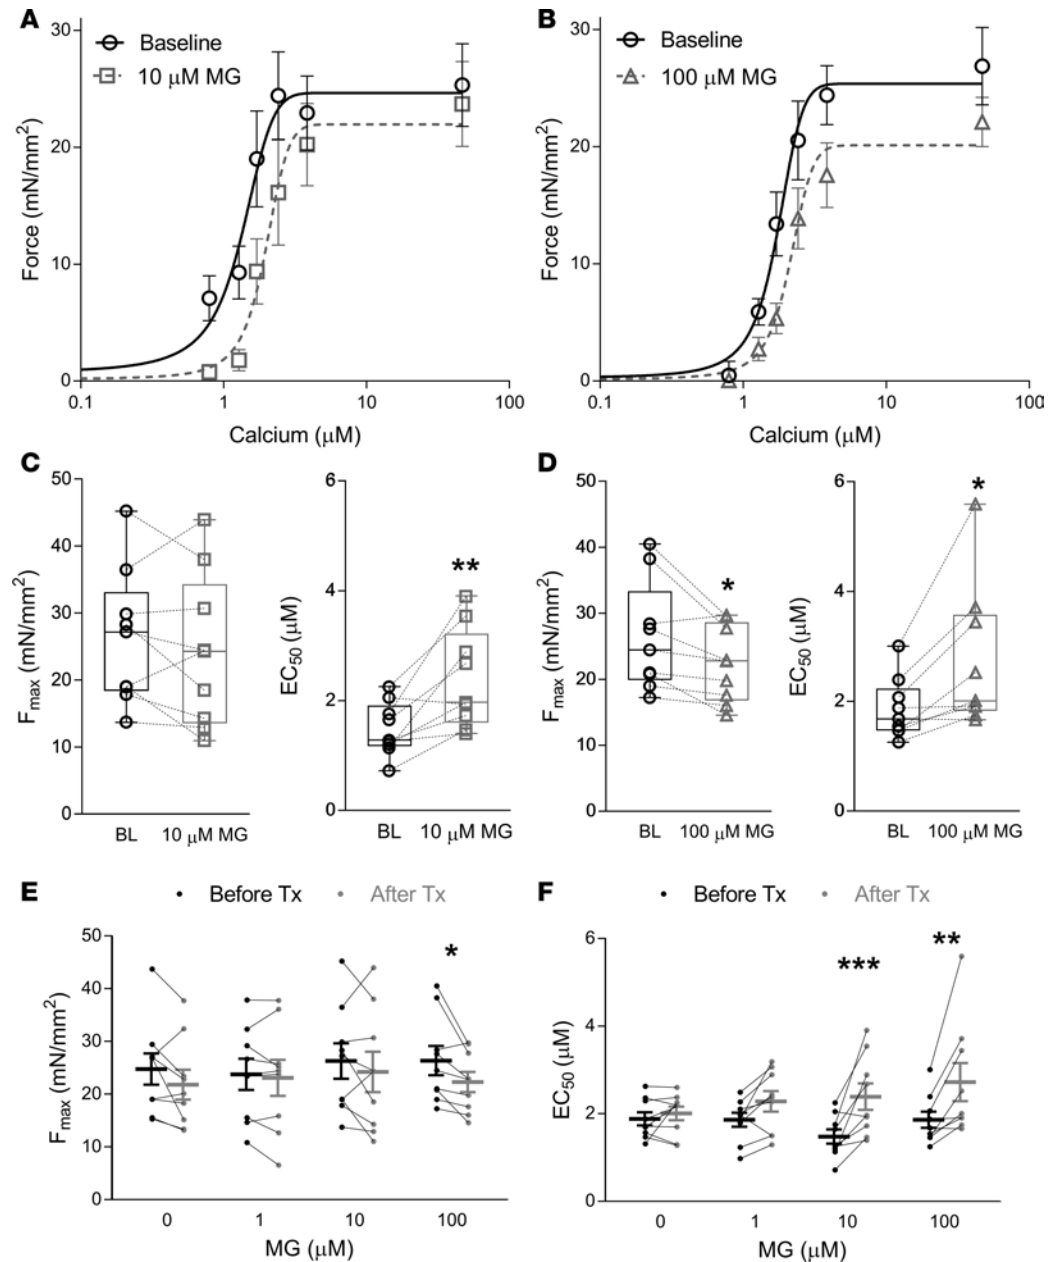 A
B
30
20
10
0
Force (mN/mm²)
Baseline
10 µM MG
0.1
1
10
100
Calcium (µM)
30
20
10
0
Force (mN/mm²)
Baseline
100 µM MG
0.1
1
10
100
Calcium (µM)
C
D
50
40
30
20
10
0
Fmax (mN/mm²)
BL
10 µM MG
6
4
2
0
EC50 (µM)
**
BL
10 µM MG
50
40
30
20
10
0
Fmax (mN/mm²)
*
BL
100 µM MG
6
4
2
0
EC50 (µM)
*
BL
100 µM MG
E
Before Tx
After Tx
50
40
30
20
10
0
Fmax (mN/mm²)
*
0
1
10
100
MG (µM)
F
Before Tx
After Tx
6
4
2
0
EC50 (µM)
***
**
0
1
10
100
MG (µM)